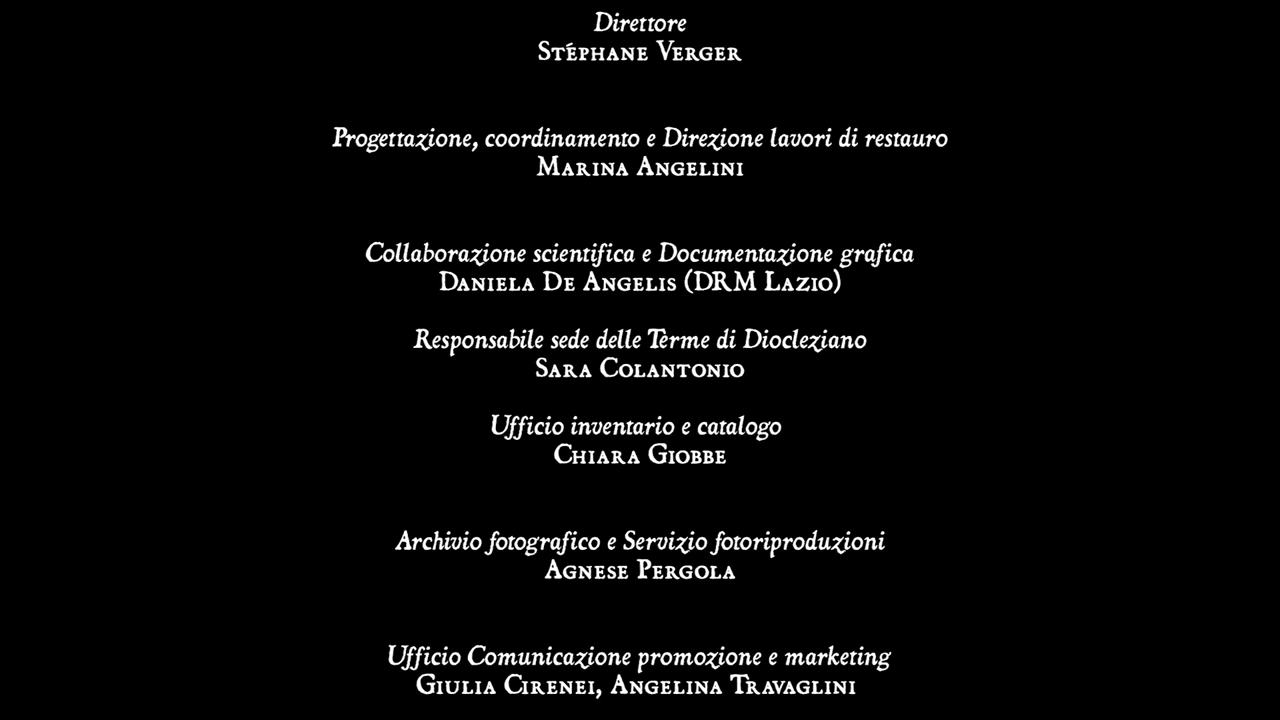 Direttore
Stéphane Verger
Progettazione, coordinamento e Direzione lavori di restauro
Marina Angelini
Collaborazione scientifica e Documentazione grafica
Daniela De Angelis (DRM Lazio)
Responsabile sede delle Terme di Diocleziano
Sara Colantonio
Ufficio inventario e catalogo
Chiara Giobbe
Archivio fotografico e Servizio fotoriproduzioni
Agnese Pergola
Ufficio Comunicazione promozione e marketing
Giulia Cirenei, Angelina Travaglini